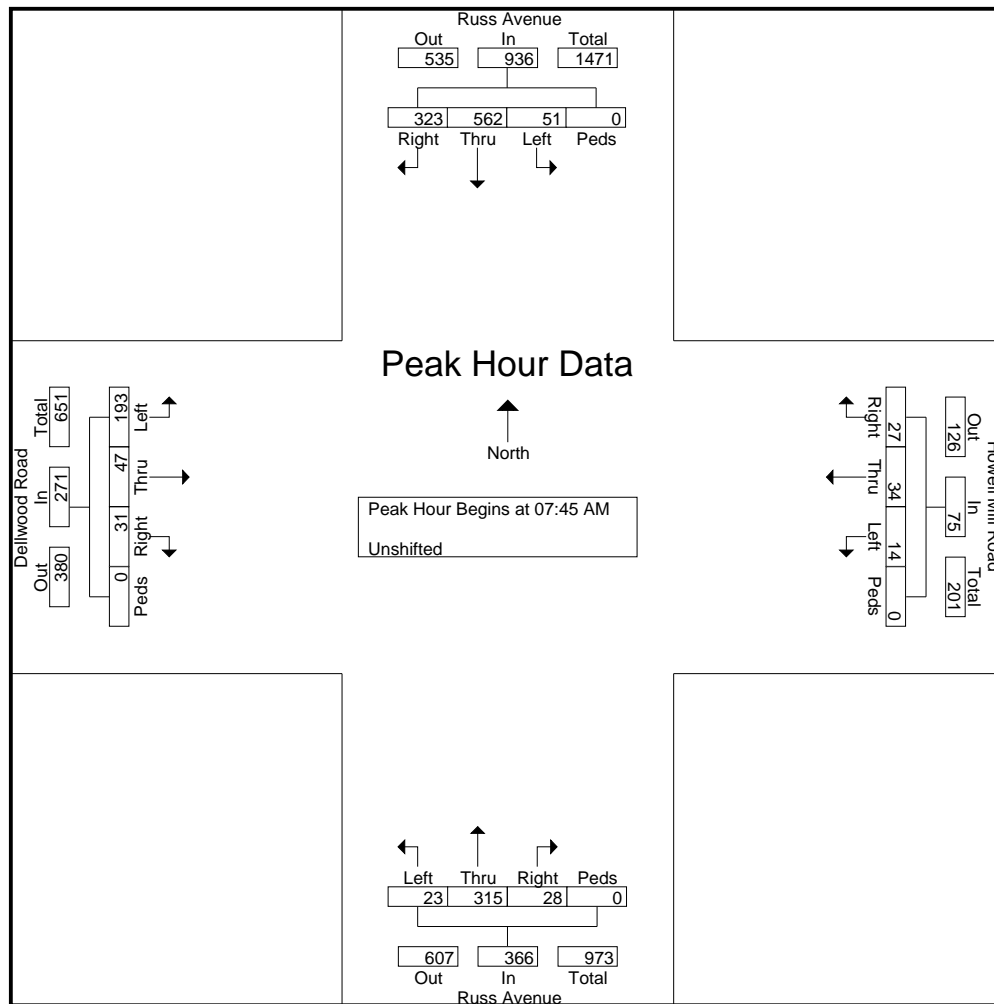 Russ Avenue
Out In Total
535 936 1471
323 562 51 0
Right Thru Left Peds
Peak Hour Data
North
Peak Hour Begins at 07:45 AM
Unshifted
Dellwood Road
Total In Out
651 271 380
193 47 31 0
Left Thru Right Peds
Right Thru Left Peds
27 34 14 0
126 75 201
Out In Total
Mill Road
Left Thru Right Peds
23 315 28 0
607 366 973
Out In Total
Russ Avenue